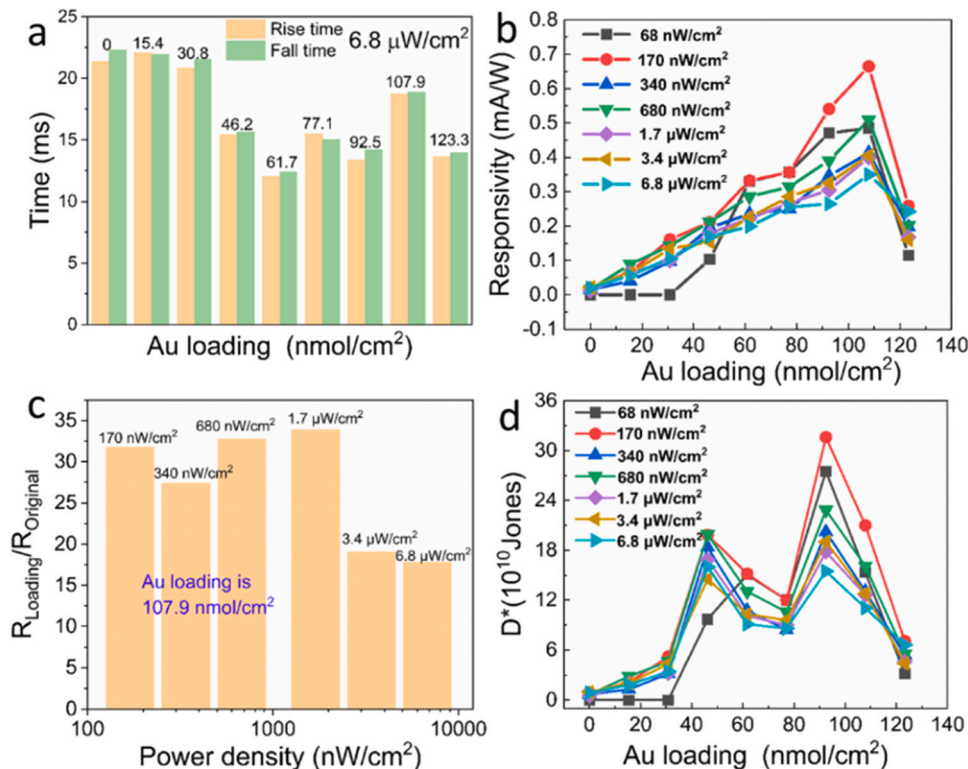 a
Rise time
Fall time
6.8 μW/cm²
0
15.4
30.8
46.2
61.7
77.1
92.5
107.9
123.3
Time (ms)
25
20
15
10
5
0
Au loading (nmol/cm²)
b
68 nW/cm²
170 nW/cm²
340 nW/cm²
680 nW/cm²
1.7 μW/cm²
3.4 μW/cm²
6.8 μW/cm²
Responsivity (mA/W)
0.8
0.7
0.6
0.5
0.4
0.3
0.2
0.1
0.0
-0.1
0 20 40 60 80 100 120 140
Au loading (nmol/cm²)
c
170 nW/cm²
340 nW/cm²
680 nW/cm²
1.7 μW/cm²
3.4 μW/cm²
6.8 μW/cm²
Au loading is
107.9 nmol/cm²
R_Loading/R_Original
35
30
25
20
15
10
5
0
100 1000 10000
Power density (nW/cm²)
d
68 nW/cm²
170 nW/cm²
340 nW/cm²
680 nW/cm²
1.7 μW/cm²
3.4 μW/cm²
6.8 μW/cm²
D*(10¹⁰Jones)
36
30
24
18
12
6
0
0 20 40 60 80 100 120 140
Au loading (nmol/cm²)